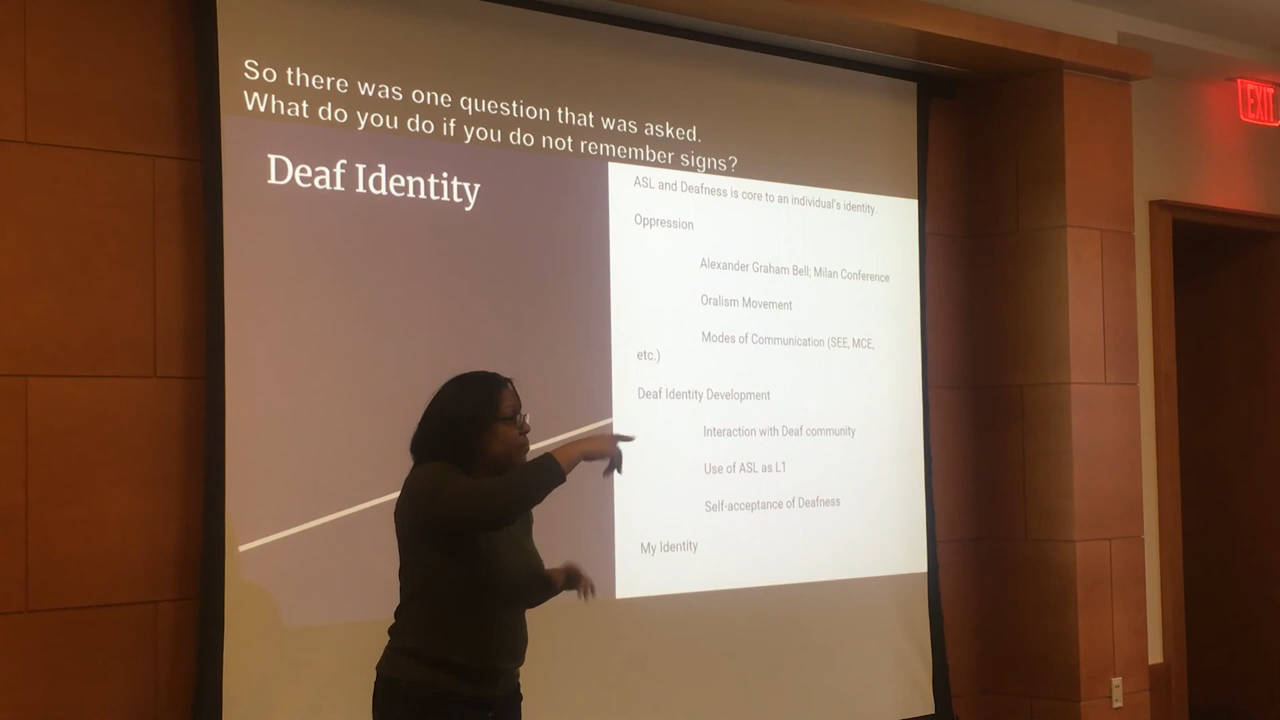 So there was one question that was asked.
What do you do if you do not remember signs?
Deaf Identity
ASL and Deafness is core to an individual's identity.
Oppression
Alexander Graham Bell; Milan Conference
Oralism Movement
Modes of Communication (SEE, MCE,
etc.)
Deaf Identity Development
Interaction with Deaf community
Use of ASL as L1
Self-acceptance of Deafness
My Identity
EXIT